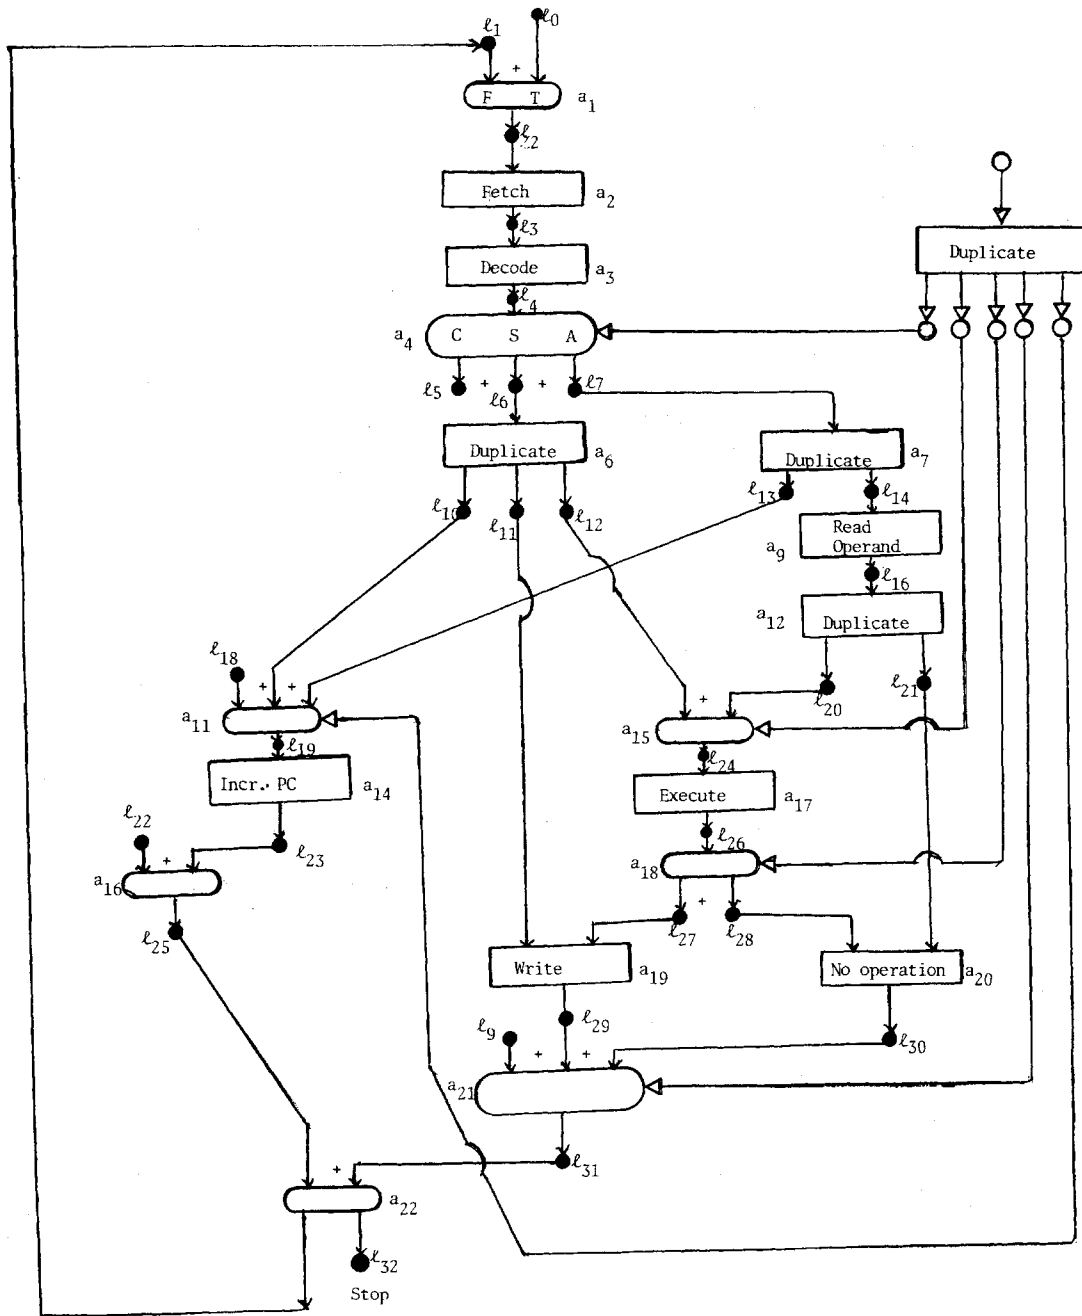 ℓ1 ℓ0
+
F T a1
ℓ2
Fetch a2
ℓ3
Decode a3
Duplicate
ℓ4
a4 C S A
ℓ5 + ℓ6 + ℓ7
Duplicate a6
Duplicate a7
ℓ10 ℓ11 ℓ12
ℓ13 ℓ14
a9 Read Operand
ℓ16
a12 Duplicate
ℓ18
+ +
ℓ20 ℓ21
a11
+
a15
ℓ19
ℓ24
Incr. PC a14
Execute a17
ℓ22
ℓ23
ℓ26
+
a16
a18
ℓ25
ℓ27 + ℓ28
Write a19
No operation a20
ℓ9 ℓ29
ℓ30
+ +
a21
ℓ31
+
a22
ℓ32
Stop